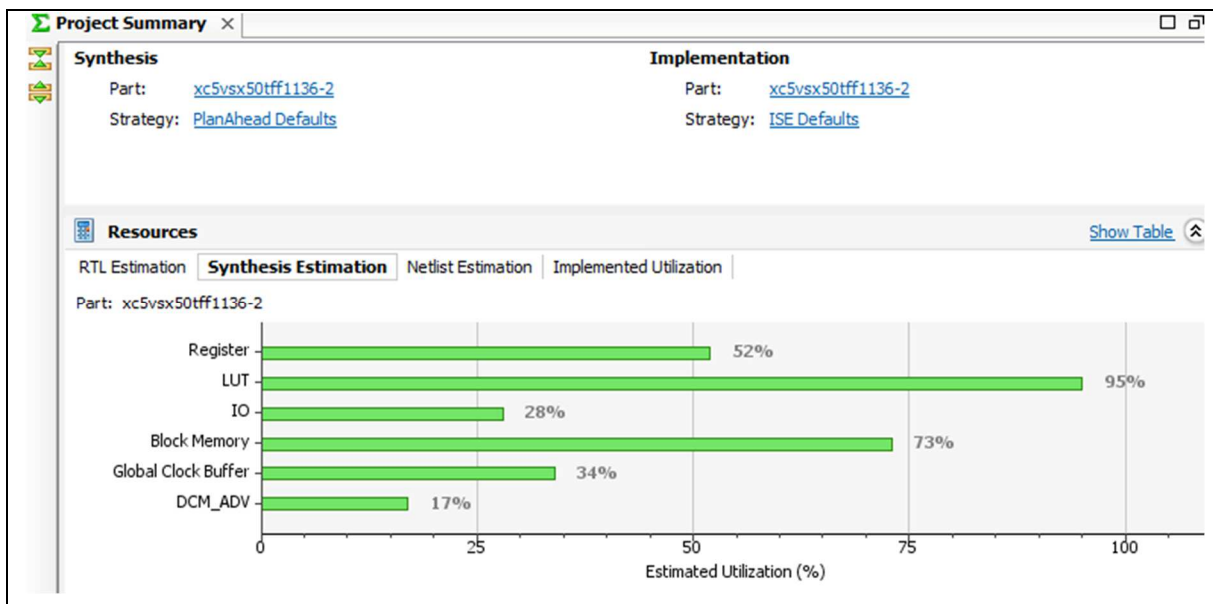 Project Summary ×
Synthesis
Part: xc5vsx50tff1136-2
Strategy: PlanAhead Defaults
Implementation
Part: xc5vsx50tff1136-2
Strategy: ISE Defaults
Resources
Show Table
RTL Estimation Synthesis Estimation Netlist Estimation Implemented Utilization
Part: xc5vsx50tff1136-2
Register 52%
LUT 95%
IO 28%
Block Memory 73%
Global Clock Buffer 34%
DCM_ADV 17%
0 25 50 75 100
Estimated Utilization (%)